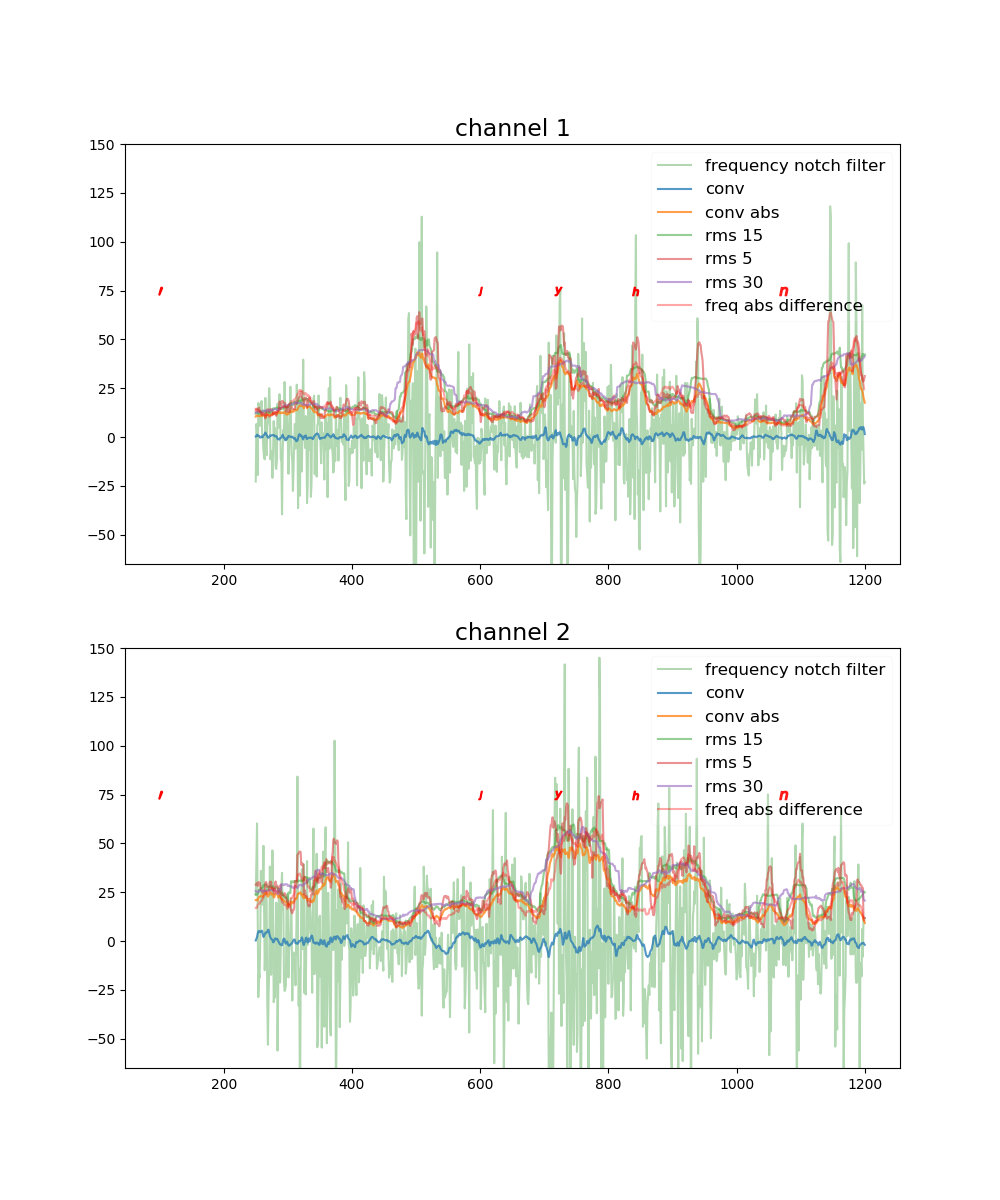 channel 1
150
125
100
75
50
25
0
−25
−50
200 400 600 800 1000 1200
frequency notch filter
conv
conv abs
rms 15
rms 5
rms 30
freq abs difference
j y h n
channel 2
150
125
100
75
50
25
0
−25
−50
200 400 600 800 1000 1200
frequency notch filter
conv
conv abs
rms 15
rms 5
rms 30
freq abs difference
j y h n